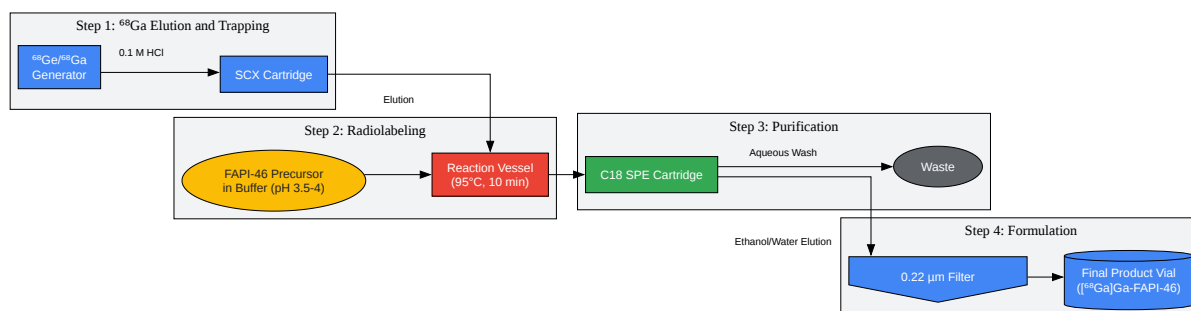 Step 1: ⁶⁸Ga Elution and Trapping
⁶⁸Ge/⁶⁸Ga
Generator
0.1 M HCl
SCX Cartridge
Elution
Step 2: Radiolabeling
FAPI-46 Precursor
in Buffer (pH 3.5-4)
Reaction Vessel
(95°C, 10 min)
Step 3: Purification
C18 SPE Cartridge
Aqueous Wash
Waste
Ethanol/Water Elution
Step 4: Formulation
0.22 µm Filter
Final Product Vial
([⁶⁸Ga]Ga-FAPI-46)